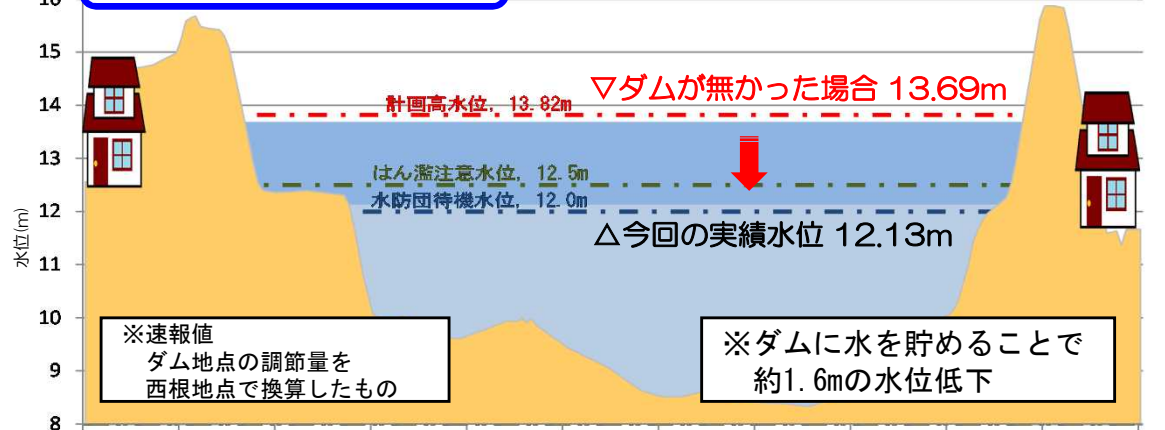 16
15
14
13
12
11
10
9
8
水位(m)
▽ダムが無かった場合 13.69m
計画高水位, 13.82m
はん濫注意水位, 12.5m
水防団待機水位, 12.0m
△今回の実績水位 12.13m
※速報値
ダム地点の調節量を
西根地点で換算したもの
※ダムに水を貯めることで
約1.6mの水位低下